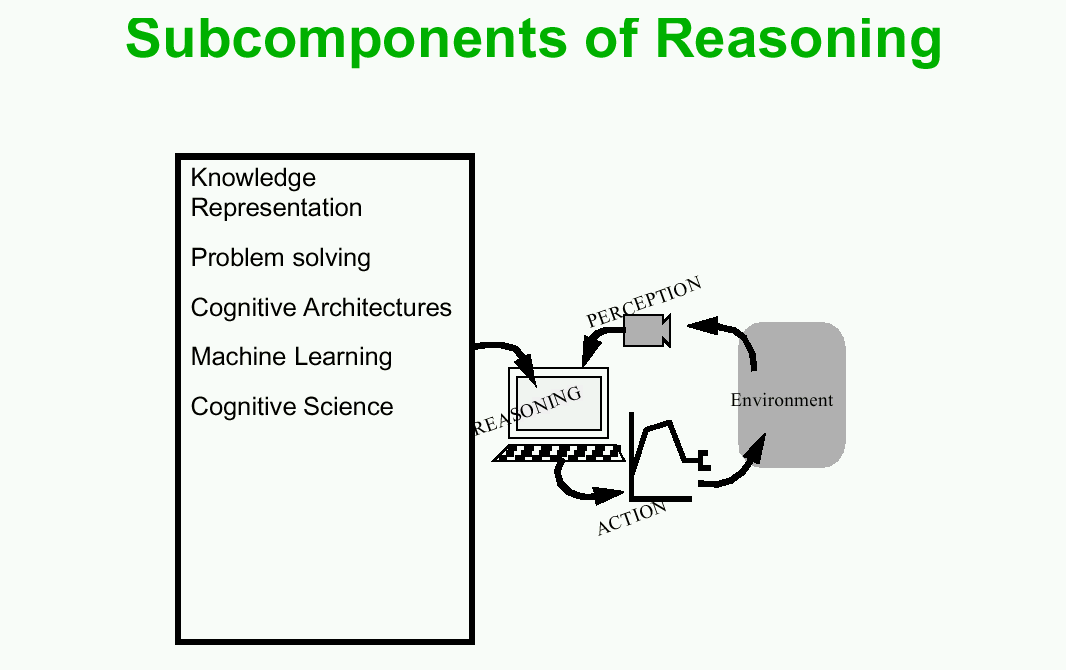 Subcomponents of Reasoning
Knowledge
Representation
Problem solving
Cognitive Architectures
Machine Learning
Cognitive Science
PERCEPTION
REASONING
Environment
ACTION